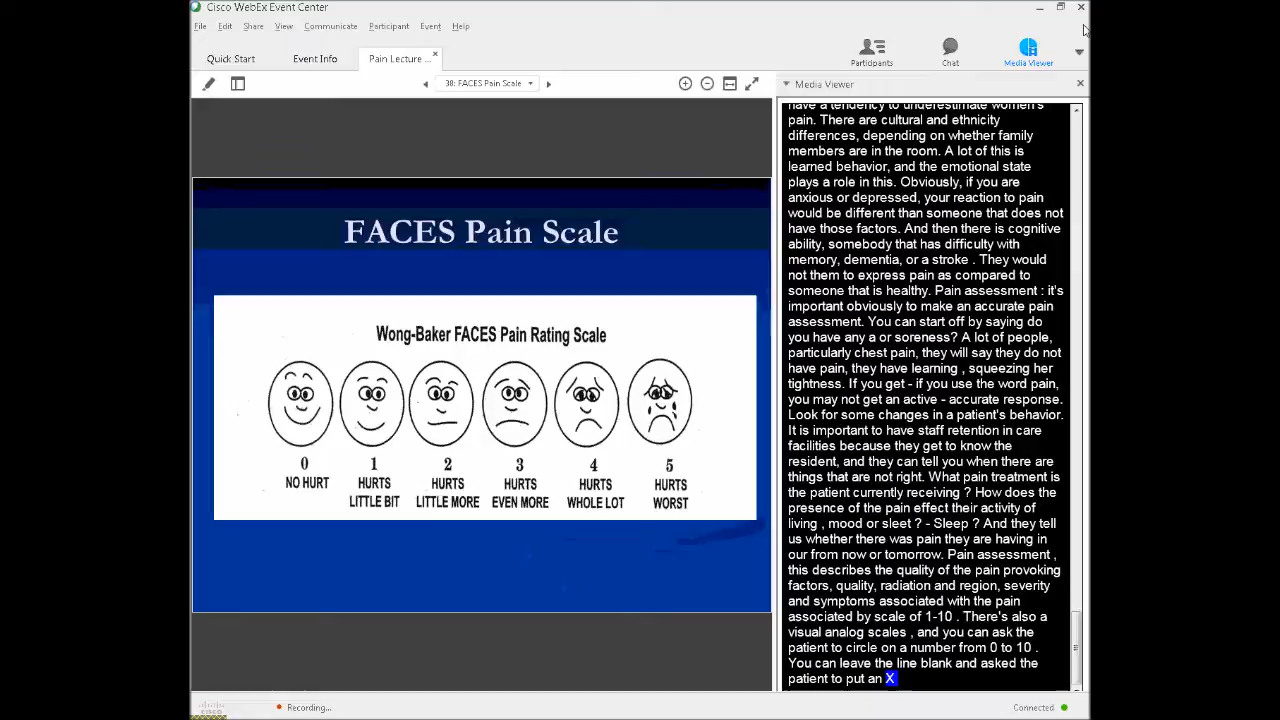 Cisco WebEx Event Center
File Edit Share View Communicate Participant Event Help
Quick Start Event Info Pain Lecture ...
Participants Chat Media Viewer
38: FACES Pain Scale
Media Viewer
FACES Pain Scale
Wong-Baker FACES Pain Rating Scale
0 1 2 3 4 5
NO HURT HURTS HURTS HURTS HURTS HURTS
LITTLE BIT LITTLE MORE EVEN MORE WHOLE LOT WORST
have a tendency to underestimate women's
pain. There are cultural and ethnicity
differences, depending on whether family
members are in the room. A lot of this is
learned behavior, and the emotional state
plays a role in this. Obviously, if you are
anxious or depressed, your reaction to pain
would be different than someone that does not
have those factors. And then there is cognitive
ability, somebody that has difficulty with
memory, dementia, or a stroke . They would
not them to express pain as compared to
someone that is healthy. Pain assessment : it's
important obviously to make an accurate pain
assessment. You can start off by saying do
you have any a or soreness? A lot of people,
particularly chest pain, they will say they do not
have pain, they have learning , squeezing her
tightness. If you get - if you use the word pain,
you may not get an active - accurate response.
Look for some changes in a patient's behavior.
It is important to have staff retention in care
facilities because they get to know the
resident, and they can tell you when there are
things that are not right. What pain treatment is
the patient currently receiving ? How does the
presence of the pain effect their activity of
living , mood or sleet ? - Sleep ? And they tell
us whether there was pain they are having in
our from now or tomorrow. Pain assessment ,
this describes the quality of the pain provoking
factors, quality, radiation and region, severity
and symptoms associated with the pain
associated by scale of 1-10 . There's also a
visual analog scales , and you can ask the
patient to circle on a number from 0 to 10 .
You can leave the line blank and asked the
patient to put an X
cisco Recording... Connected